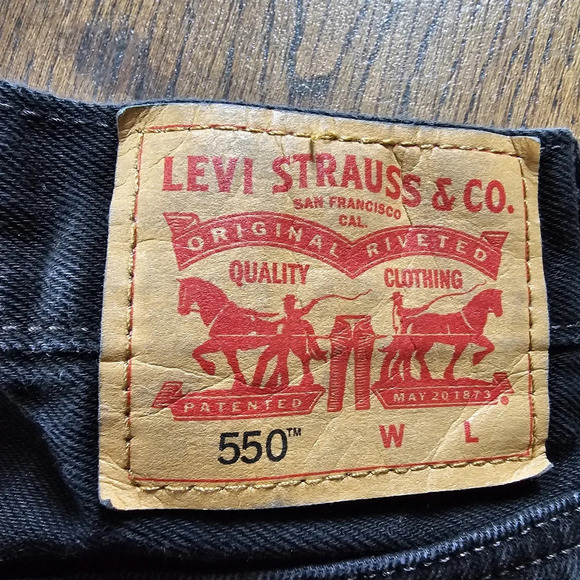 LEVI STRAUSS & CO.
SAN FRANCISCO
CAL.
ORIGINAL RIVETED
QUALITY CLOTHING
PATENTED MAY 20 1873
550™ W L